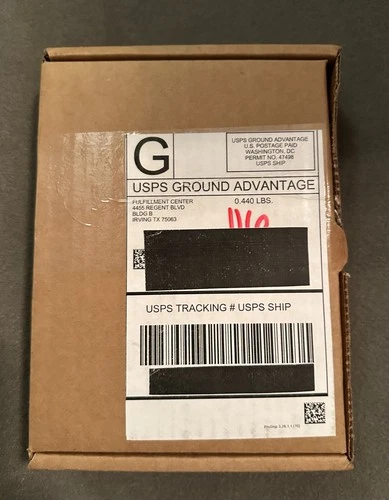 G
USPS GROUND ADVANTAGE
U.S. POSTAGE PAID
WASHINGTON, DC
PERMIT NO. 47498
USPS SHIP
USPS GROUND ADVANTAGE
FULFILLMENT CENTER
4455 REGENT BLVD
BLDG B
IRVING TX 75063
0.440 LBS.
USPS TRACKING # USPS SHIP